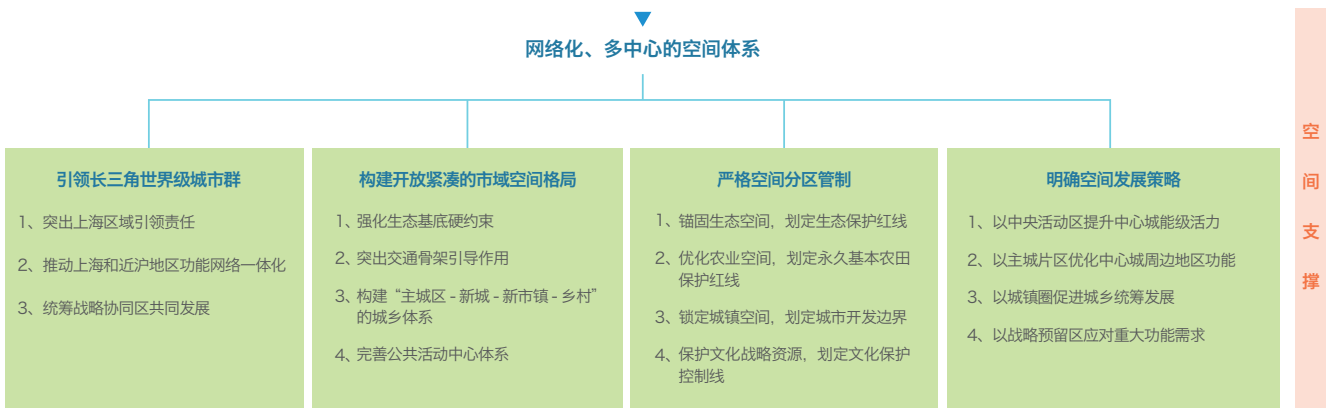 网络化、多中心的空间体系
引领长三角世界级城市群
1、突出上海区域引领责任
2、推动上海和近沪地区功能网络一体化
3、统筹战略协同区共同发展
构建开放紧凑的市域空间格局
1、强化生态基底硬约束
2、突出交通骨架引导作用
3、构建“主城区 - 新城 - 新市镇 - 乡村”
的城乡体系
4、完善公共活动中心体系
严格空间分区管制
1、锚固生态空间，划定生态保护红线
2、优化农业空间，划定永久基本农田
保护红线
3、锁定城镇空间，划定城市开发边界
4、保护文化战略资源，划定文化保护
控制线
明确空间发展策略
1、以中央活动区提升中心城能级活力
2、以主城片区优化中心城周边地区功能
3、以城镇圈促进城乡统筹发展
4、以战略预留区应对重大功能需求
空
间
支
撑